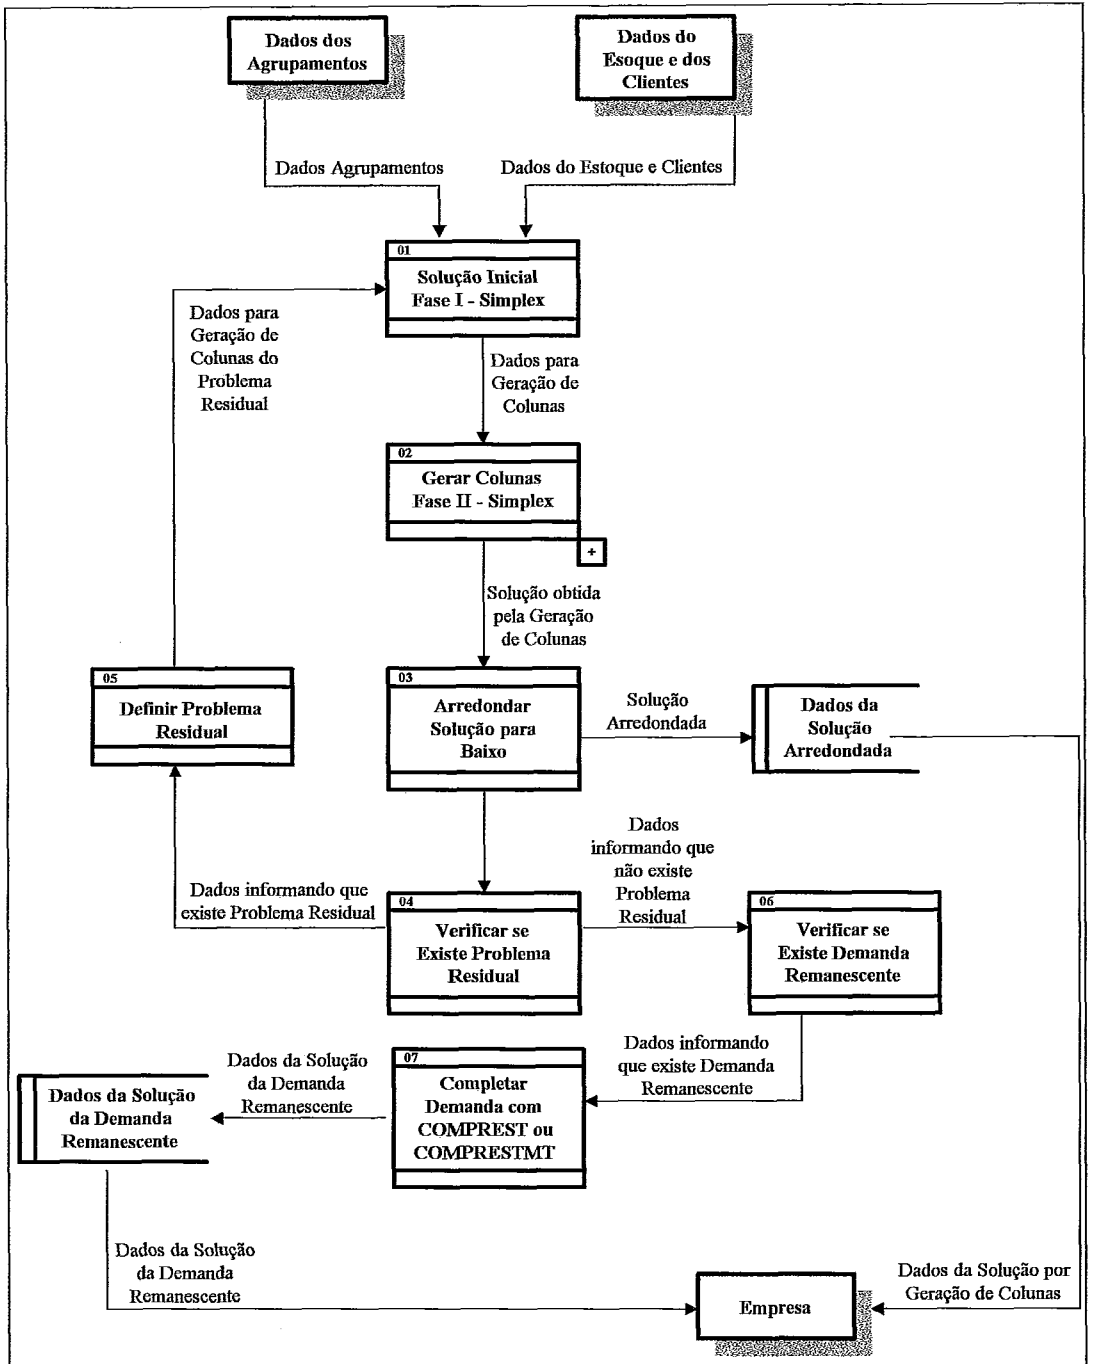 Dados dos
Agrupamentos
Dados do
Esoque e dos
Clientes
Dados Agrupamentos
Dados do Estoque e Clientes
01
Solução Inicial
Fase I - Simplex
Dados para
Geração de
Colunas do
Problema
Residual
Dados para
Geração de
Colunas
02
Gerar Colunas
Fase II - Simplex
+
Solução obtida
pela Geração
de Colunas
05
Definir Problema
Residual
03
Arredondar
Solução para
Baixo
Solução
Arredondada
Dados da
Solução
Arredondada
Dados informando que
existe Problema Residual
04
Verificar se
Existe Problema
Residual
Dados
informando que
não existe
Problema
Residual
06
Verificar se
Existe Demanda
Remanescente
Dados informando
que existe Demanda
Remanescente
07
Completar
Demanda com
COMPREST ou
COMPRESTMT
Dados da Solução
da Demanda
Remanescente
Dados da Solução
da Demanda
Remanescente
Dados da Solução
da Demanda
Remanescente
Empresa
Dados da Solução por
Geração de Colunas